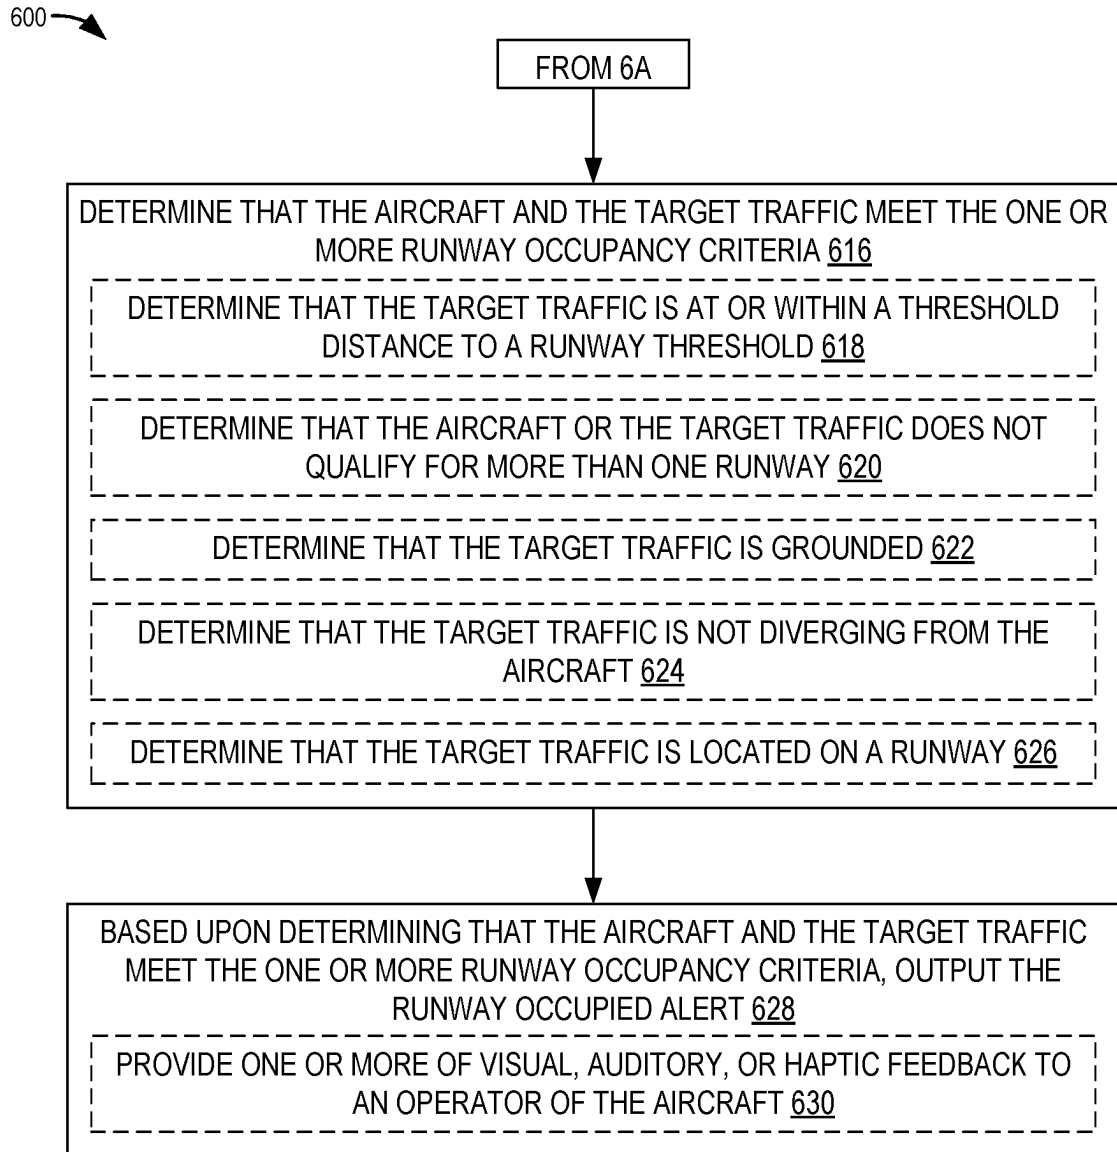 600
FROM 6A
DETERMINE THAT THE AIRCRAFT AND THE TARGET TRAFFIC MEET THE ONE OR
MORE RUNWAY OCCUPANCY CRITERIA 616
DETERMINE THAT THE TARGET TRAFFIC IS AT OR WITHIN A THRESHOLD
DISTANCE TO A RUNWAY THRESHOLD 618
DETERMINE THAT THE AIRCRAFT OR THE TARGET TRAFFIC DOES NOT
QUALIFY FOR MORE THAN ONE RUNWAY 620
DETERMINE THAT THE TARGET TRAFFIC IS GROUNDED 622
DETERMINE THAT THE TARGET TRAFFIC IS NOT DIVERGING FROM THE
AIRCRAFT 624
DETERMINE THAT THE TARGET TRAFFIC IS LOCATED ON A RUNWAY 626
BASED UPON DETERMINING THAT THE AIRCRAFT AND THE TARGET TRAFFIC
MEET THE ONE OR MORE RUNWAY OCCUPANCY CRITERIA, OUTPUT THE
RUNWAY OCCUPIED ALERT 628
PROVIDE ONE OR MORE OF VISUAL, AUDITORY, OR HAPTIC FEEDBACK TO
AN OPERATOR OF THE AIRCRAFT 630